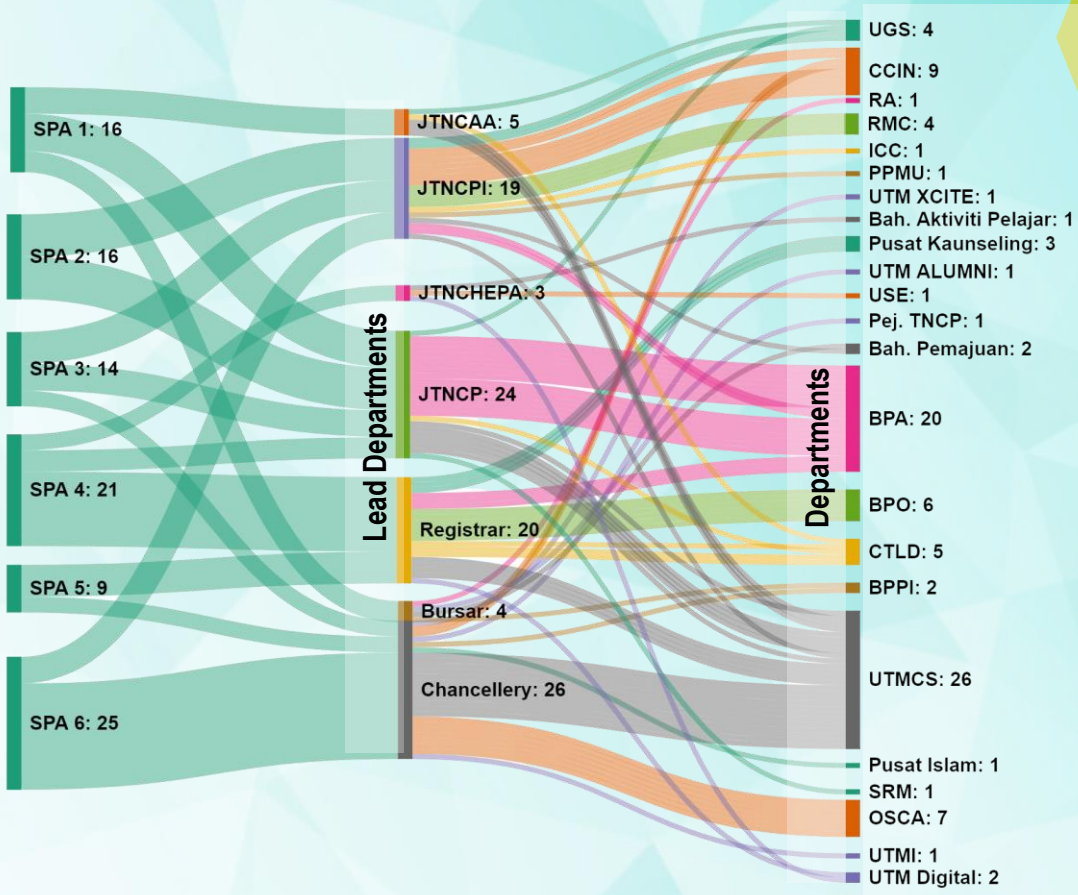 SPA 1: 16
SPA 2: 16
SPA 3: 14
SPA 4: 21
SPA 5: 9
SPA 6: 25
Lead Departments
JTNCAA: 5
JTNCPI: 19
JTNCHEPA: 3
JTNCP: 24
Registrar: 20
Bursar: 4
Chancellery: 26
Departments
UGS: 4
CCIN: 9
RA: 1
RMC: 4
ICC: 1
PPMU: 1
UTM XCITE: 1
Bah. Aktiviti Pelajar: 1
Pusat Kaunseling: 3
UTM ALUMNI: 1
USE: 1
Pej. TNCP: 1
Bah. Pemajuan: 2
BPA: 20
BPO: 6
CTLD: 5
BPPI: 2
UTMCS: 26
Pusat Islam: 1
SRM: 1
OSCA: 7
UTMI: 1
UTM Digital: 2